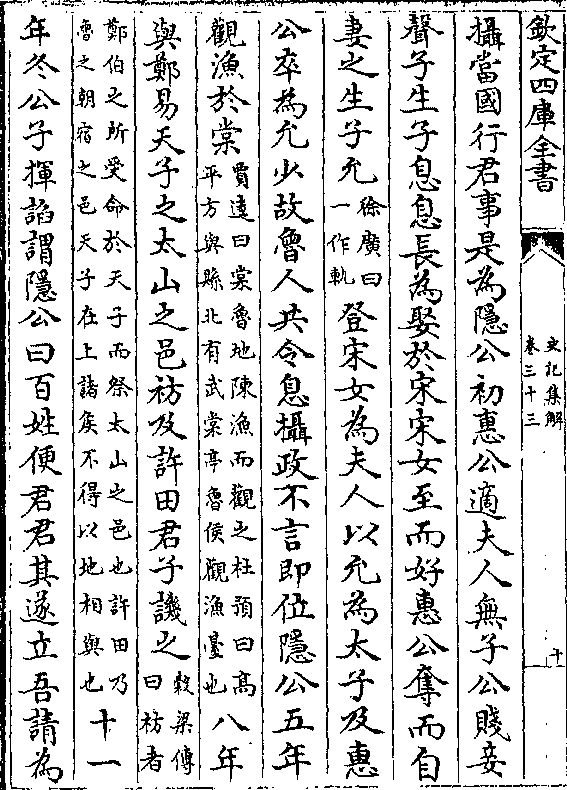 欽定四庫全書
史記集解
卷三十三
十
攝當國行君事是為隱公初惠公適夫人無子公賤妾
聲子生子息息長為娶於宋宋女至而好惠公奪而自
妻之生子允徐廣曰一作軌登宋女為夫人以允為太子及惠
公卒為允少故魯人共令息攝政不言即位隱公五年
觀漁於棠賈逵曰棠魯地陳漁而觀之杜預曰高平方與縣北有武棠亭魯侯觀漁臺也八年
與鄭易天子之太山之邑祊及許田君子譏之穀梁傳曰祊者
鄭伯之所受命於天子而祭太山之邑也許田乃魯之朝宿之邑天子在上諸侯不得以地相與也十一
年冬公子揮諂謂隱公曰百姓便君君其遂立吾請為